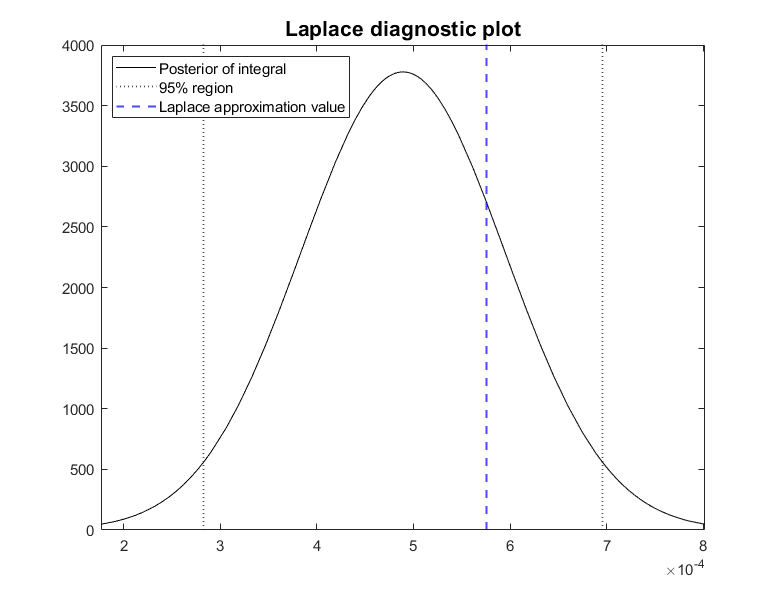 Laplace diagnostic plot
Posterior of integral
95% region
Laplace approximation value
4000
3500
3000
2500
2000
1500
1000
500
0
2 3 4 5 6 7 8
×10⁻⁴